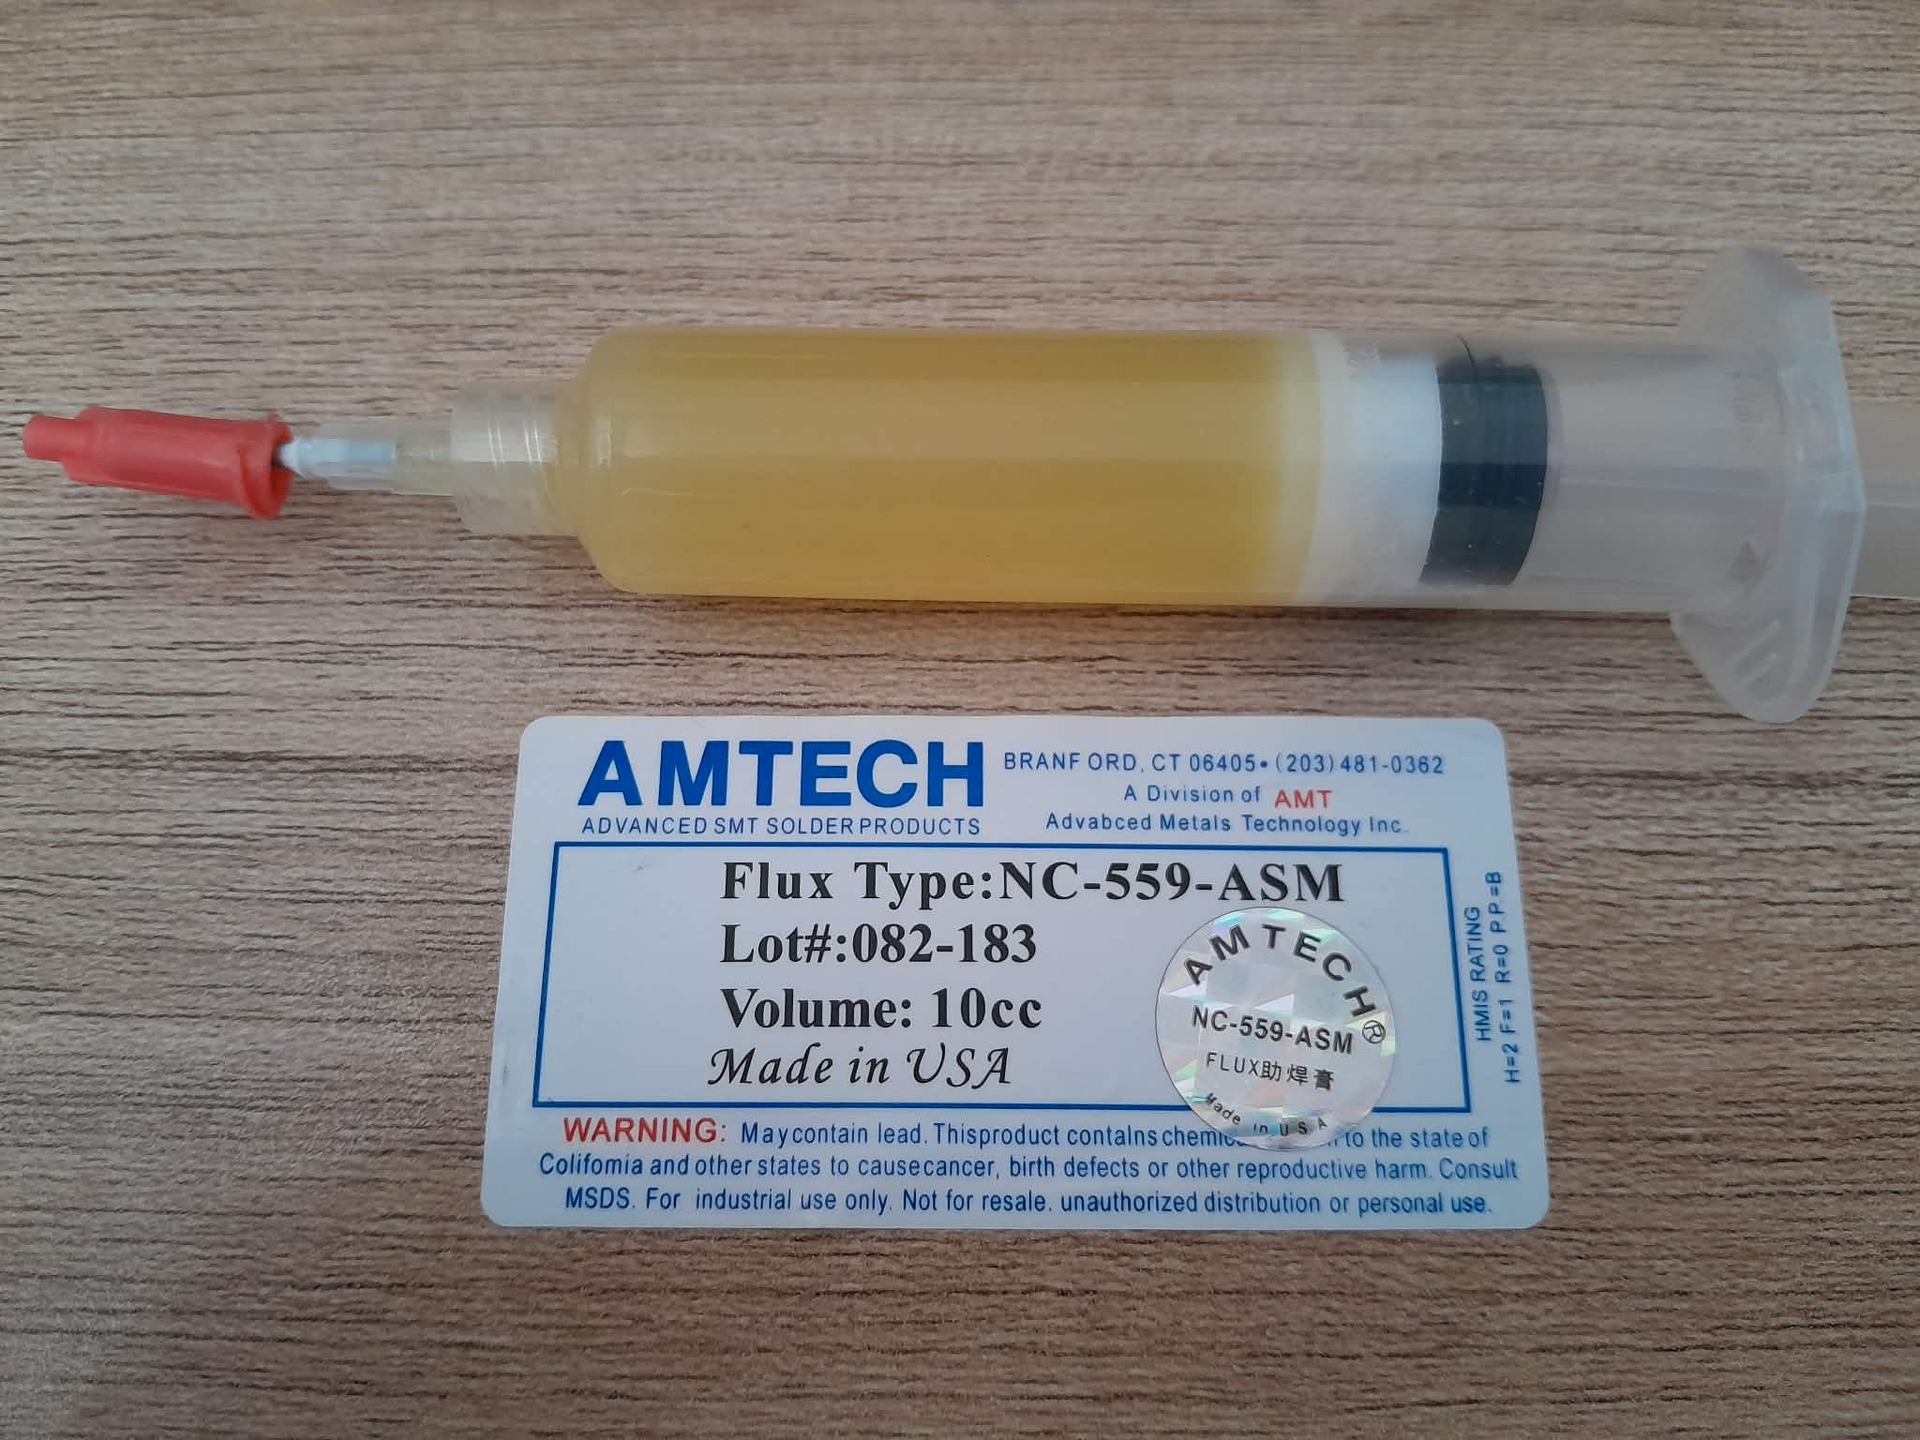 AMTECH
ADVANCED SMT SOLDER PRODUCTS
BRANF ORD, CT 06405• (203) 481-0362
A Division of AMT
Advabced Metals Technology Inc.
Flux Type:NC-559-ASM
Lot#:082-183
Volume: 10cc
Made in USA
AMTECH®
NC-559-ASM
FLUX助焊膏
Made in U S A
HMIS RATING
H=2 F=1 R=0 PP=B
WARNING: Maycontain lead. Thisproduct contalns to the state of
Colifomia and other states to causecancer, birth defects or other reproductive harm. Consult
MSDS. For industrial use only. Not for resale. unauthorized distribution or personal use.